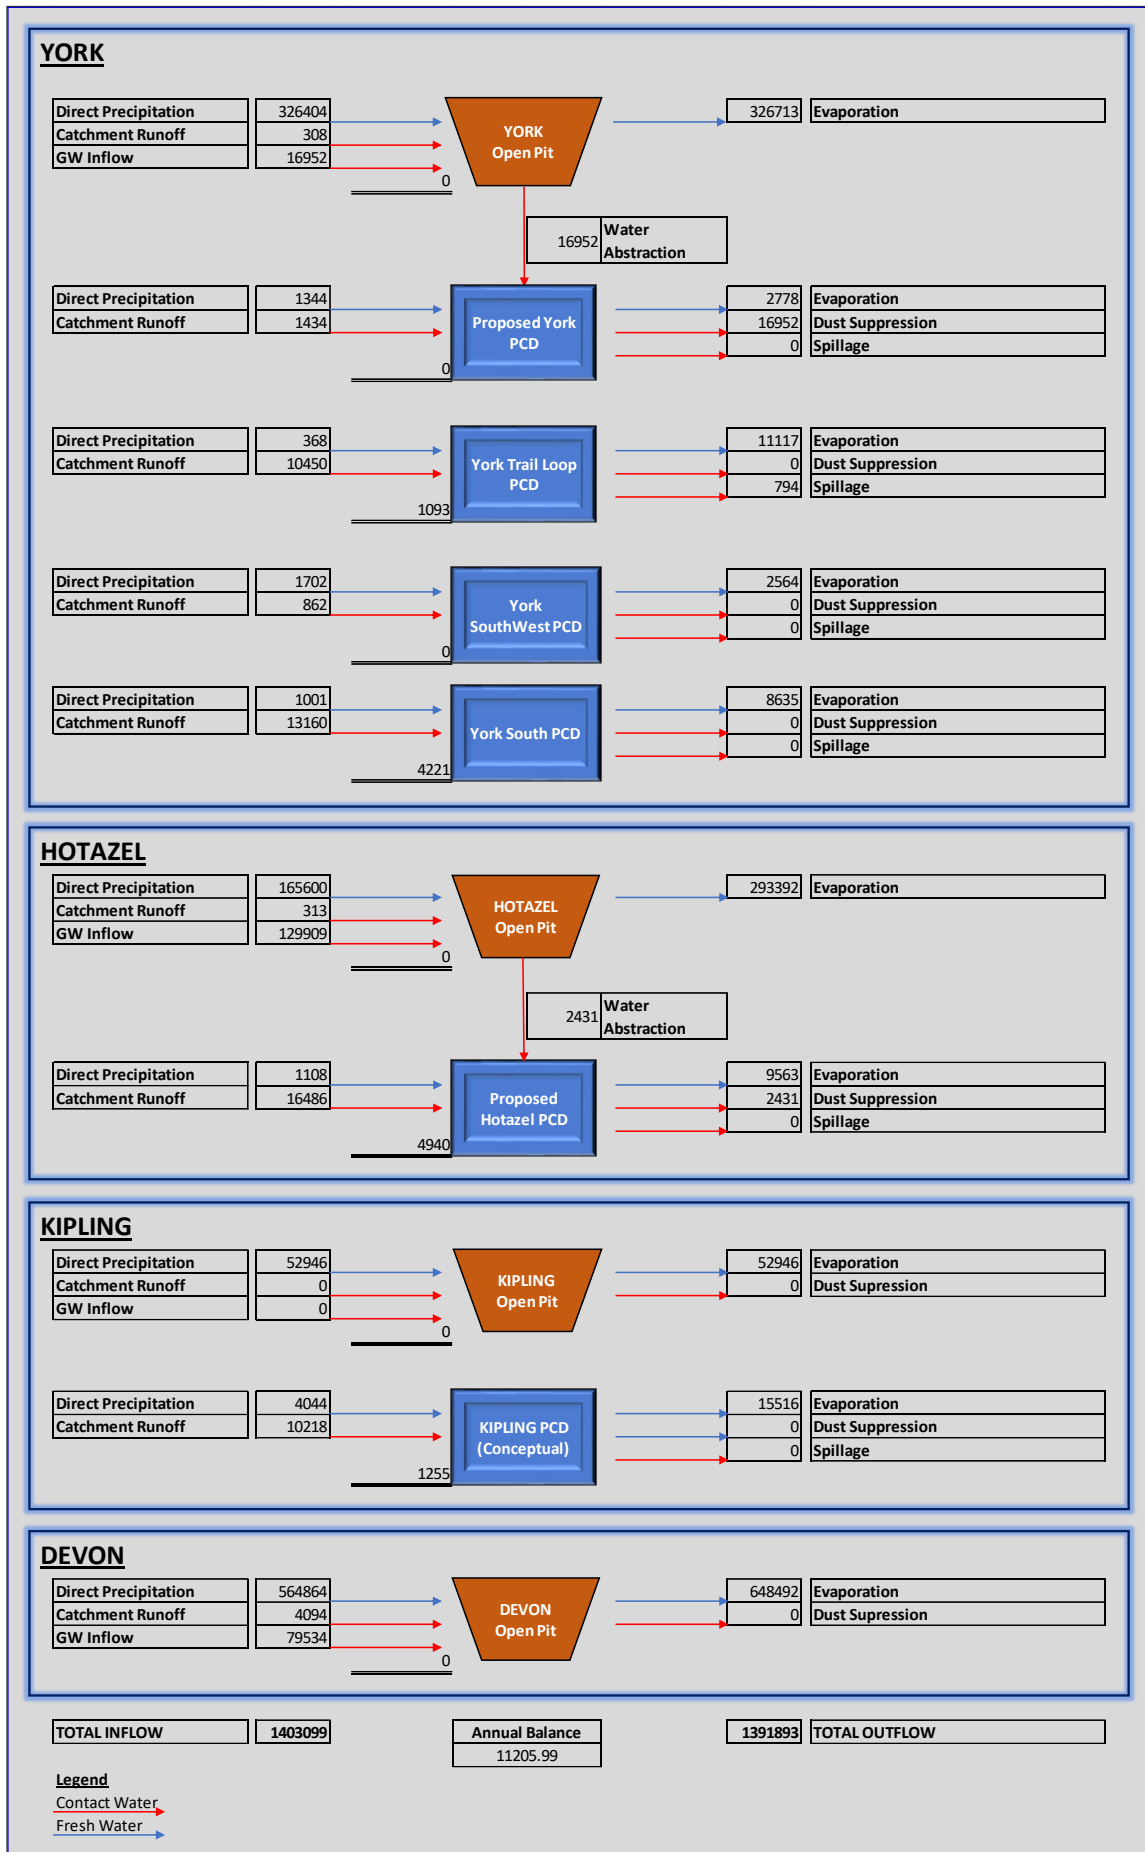 YORK
Direct Precipitation 326404 326713 Evaporation
Catchment Runoff 308 YORK
GW Inflow 16952 Open Pit
0
16952 Water
Abstraction
Direct Precipitation 1344 2778 Evaporation
Catchment Runoff 1434 Proposed York 16952 Dust Suppression
PCD 0 Spillage
0
Direct Precipitation 368 11117 Evaporation
Catchment Runoff 10450 York Trail Loop 0 Dust Suppression
PCD 794 Spillage
1093
Direct Precipitation 1702 2564 Evaporation
Catchment Runoff 862 York 0 Dust Suppression
SouthWest PCD 0 Spillage
0
Direct Precipitation 1001 8635 Evaporation
Catchment Runoff 13160 York South PCD 0 Dust Suppression
0 Spillage
4221
HOTAZEL
Direct Precipitation 165600 293392 Evaporation
Catchment Runoff 313 HOTAZEL
GW Inflow 129909 Open Pit
0
2431 Water
Abstraction
Direct Precipitation 1108 9563 Evaporation
Catchment Runoff 16486 Proposed 2431 Dust Suppression
Hotazel PCD 0 Spillage
4940
KIPLING
Direct Precipitation 52946 52946 Evaporation
Catchment Runoff 0 KIPLING 0 Dust Supression
GW Inflow 0 Open Pit
0
Direct Precipitation 4044 15516 Evaporation
Catchment Runoff 10218 KIPLING PCD 0 Dust Suppression
(Conceptual) 0 Spillage
1255
DEVON
Direct Precipitation 564864 648492 Evaporation
Catchment Runoff 4094 DEVON 0 Dust Supression
GW Inflow 79534 Open Pit
0
TOTAL INFLOW 1403099 Annual Balance 1391893 TOTAL OUTFLOW
11205.99
Legend
Contact Water
Fresh Water